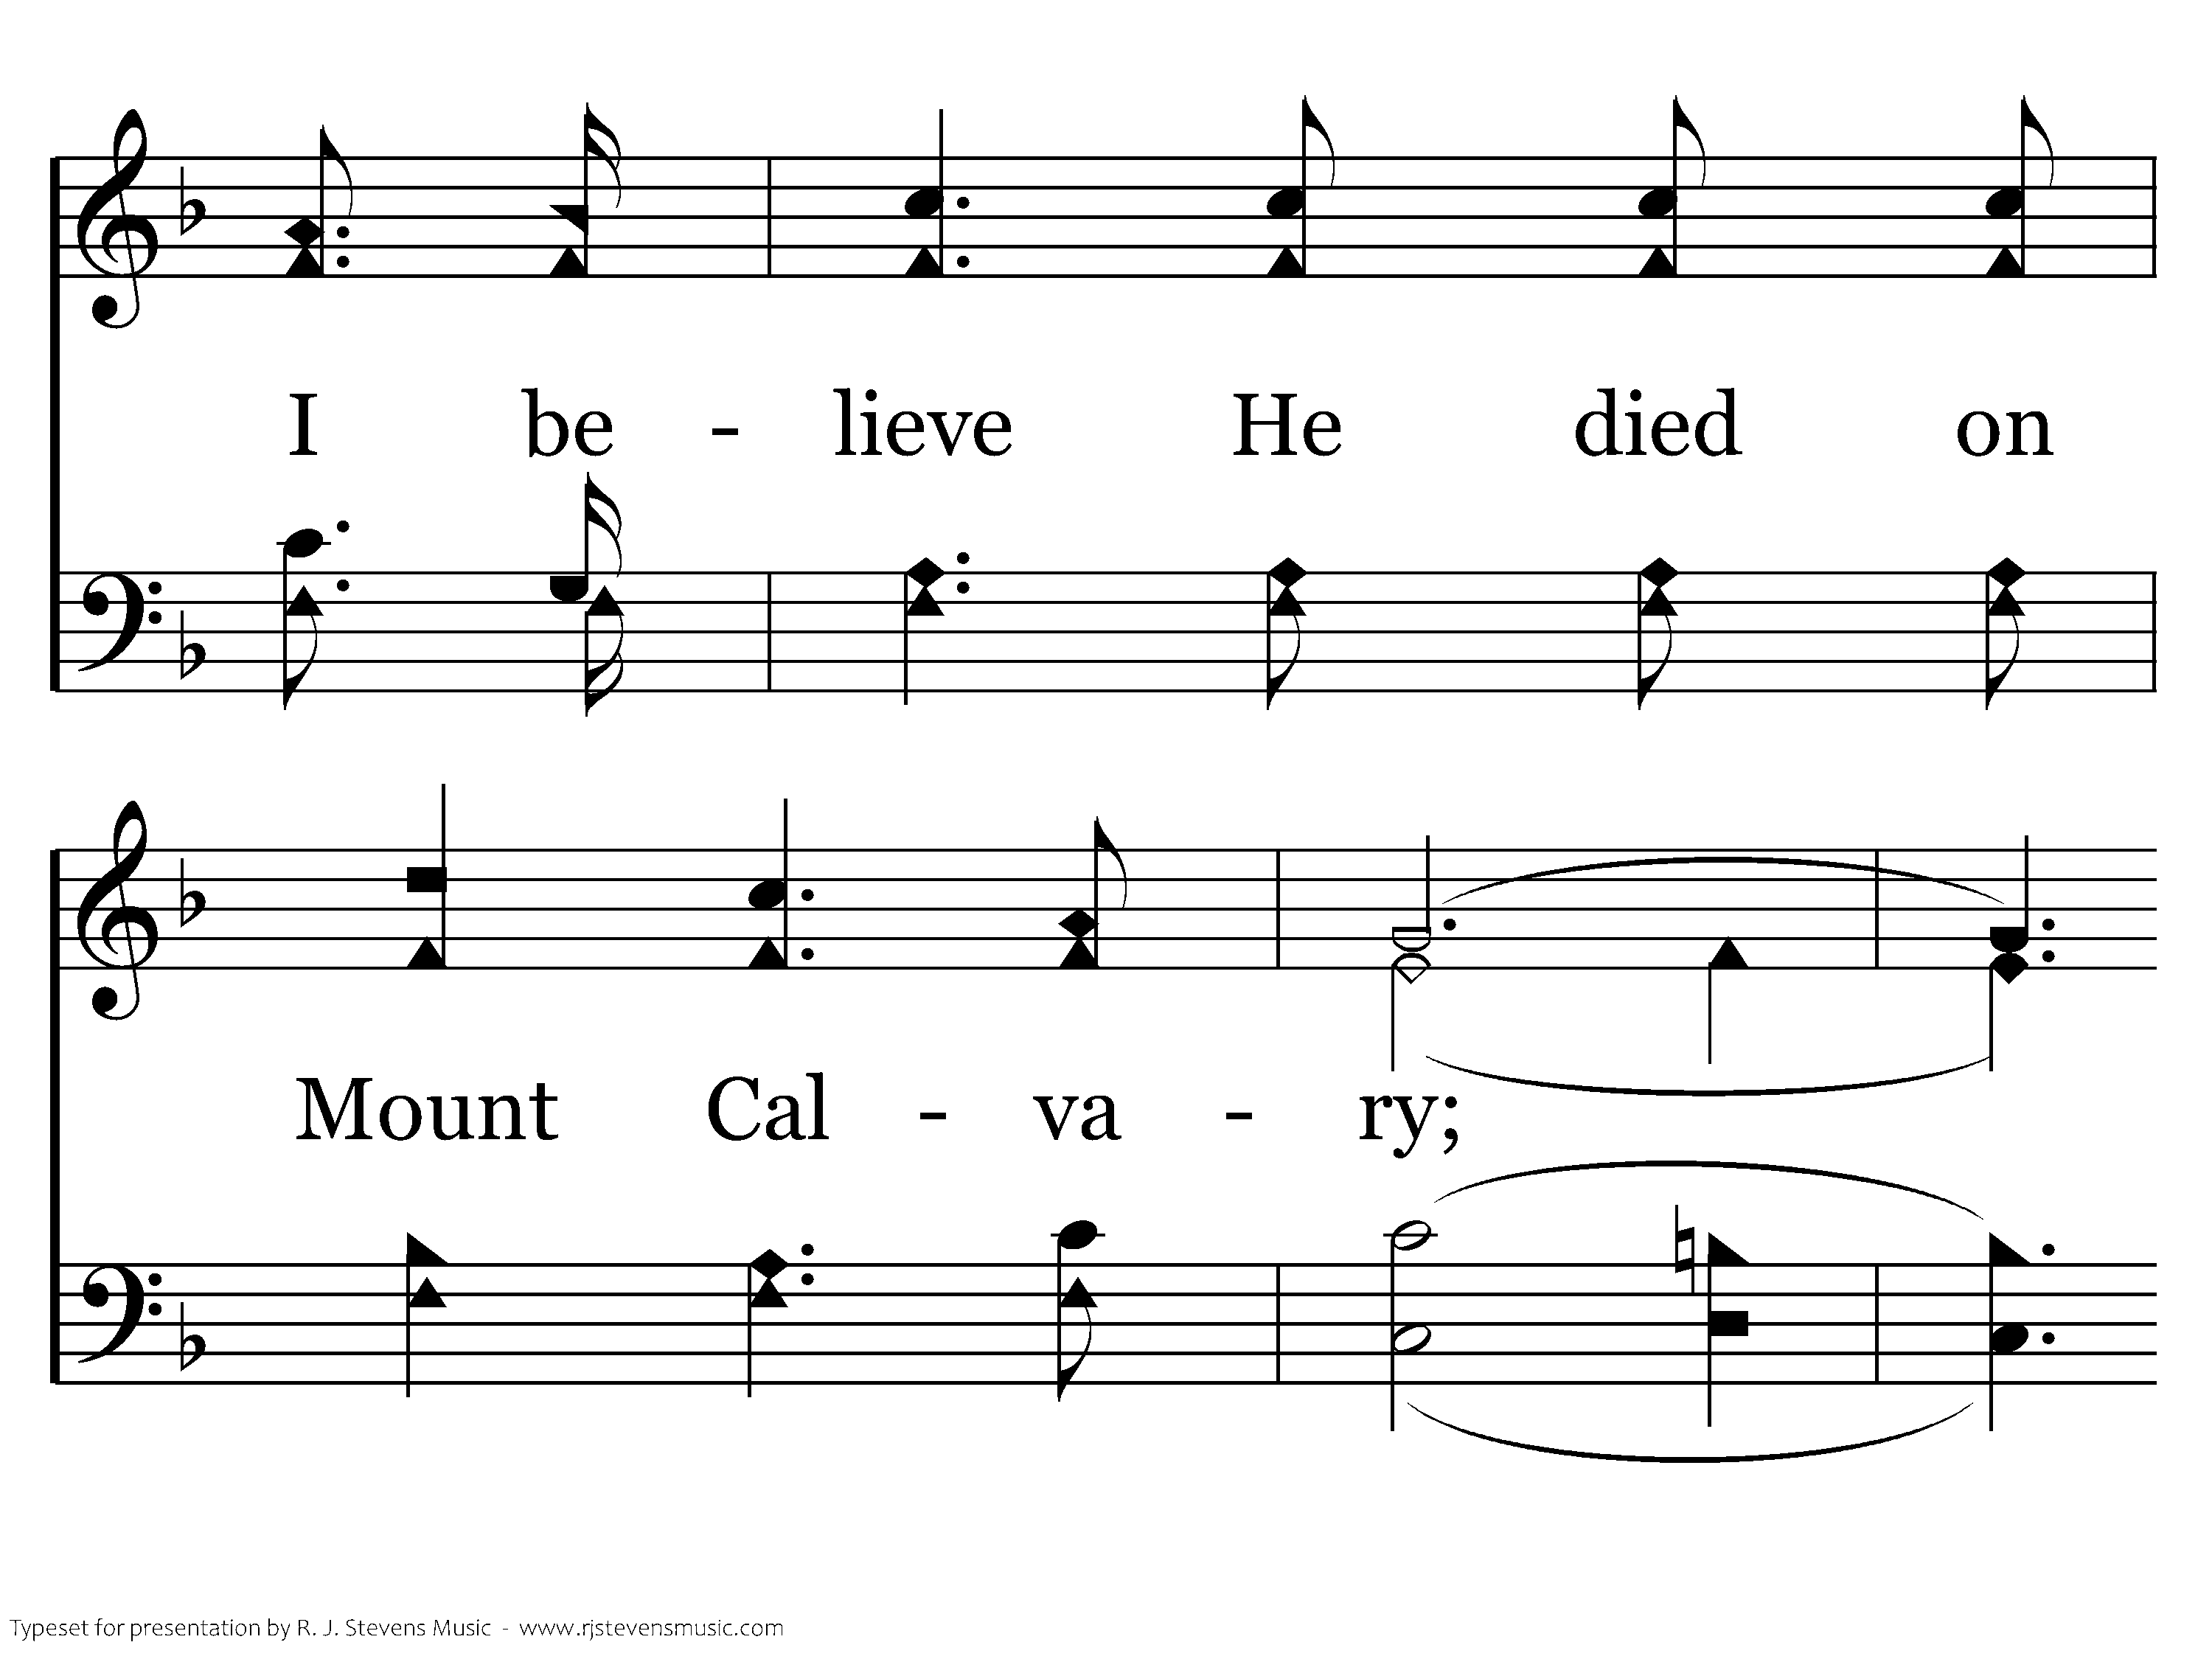 I be - lieve He died on
Mount Cal - va - ry;
Typeset for presentation by R. J. Stevens Music - www.rjstevensmusic.com